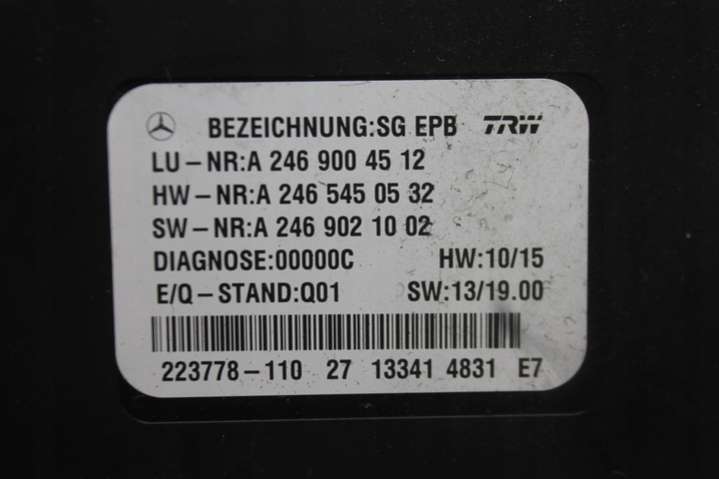 BEZEICHNUNG:SG EPB TRW
LU-NR:A 246 900 45 12
HW-NR:A 246 545 05 32
SW-NR:A 246 902 10 02
DIAGNOSE:00000C HW:10/15
E/Q-STAND:Q01 SW:13/19.00
223778-110 27 13341 4831 E7